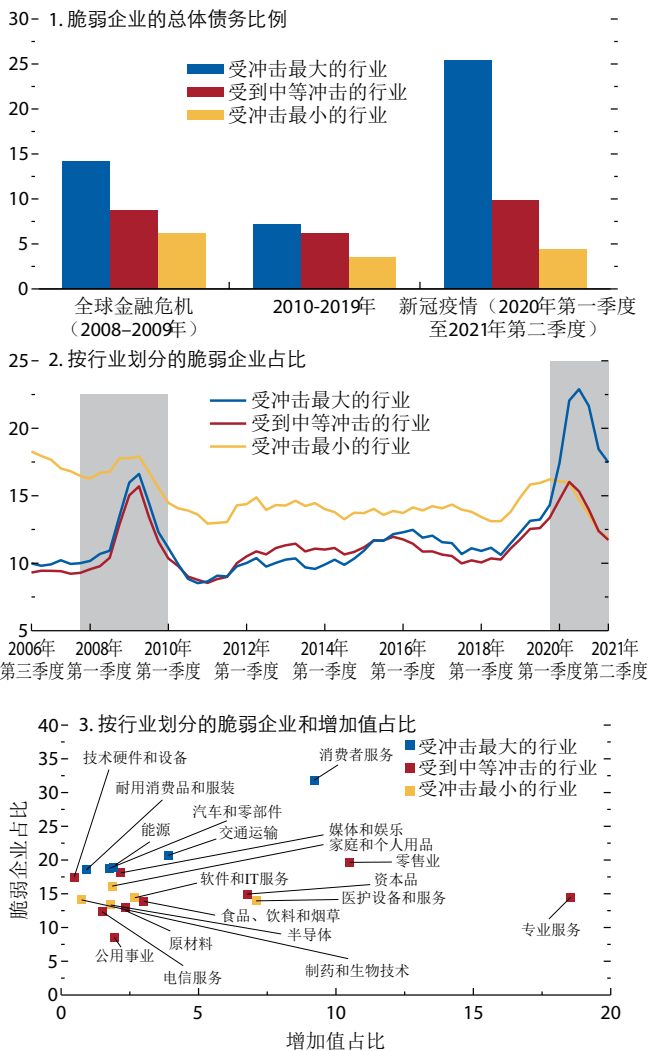 1. 脆弱企业的总体债务比例
30
25
20
15
10
5
0
受冲击最大的行业
受到中等冲击的行业
受冲击最小的行业
全球金融危机
（2008–2009年）
2010-2019年
新冠疫情（2020年第一季度
至2021年第二季度）
2. 按行业划分的脆弱企业占比
25
20
15
10
5
受冲击最大的行业
受到中等冲击的行业
受冲击最小的行业
2006年 2008年 2010年 2012年 2014年 2016年 2018年 2020年 2021年
第三季度 第一季度 第一季度 第一季度 第一季度 第一季度 第一季度 第一季度 第二季度
3. 按行业划分的脆弱企业和增加值占比
40
35
30
25
20
15
10
5
0
脆弱企业占比
受冲击最大的行业
受到中等冲击的行业
受冲击最小的行业
技术硬件和设备
消费者服务
耐用消费品和服装
汽车和零部件
能源
交通运输
媒体和娱乐
家庭和个人用品
零售业
软件和IT服务
资本品
医护设备和服务
食品、饮料和烟草
专业服务
半导体
原材料
公用事业
制药和生物技术
电信服务
0 5 10 15 20
增加值占比